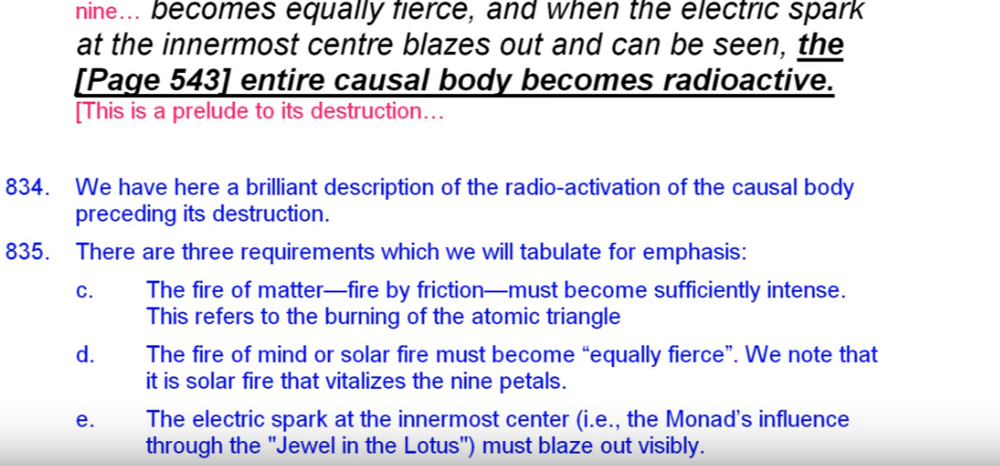 nine… becomes equally fierce, and when the electric spark
at the innermost centre blazes out and can be seen, the
[Page 543] entire causal body becomes radioactive.
[This is a prelude to its destruction…
834. We have here a brilliant description of the radio-activation of the causal body
preceding its destruction.
835. There are three requirements which we will tabulate for emphasis:
c. The fire of matter—fire by friction—must become sufficiently intense.
This refers to the burning of the atomic triangle
d. The fire of mind or solar fire must become “equally fierce”. We note that
it is solar fire that vitalizes the nine petals.
e. The electric spark at the innermost center (i.e., the Monad’s influence
through the "Jewel in the Lotus") must blaze out visibly.